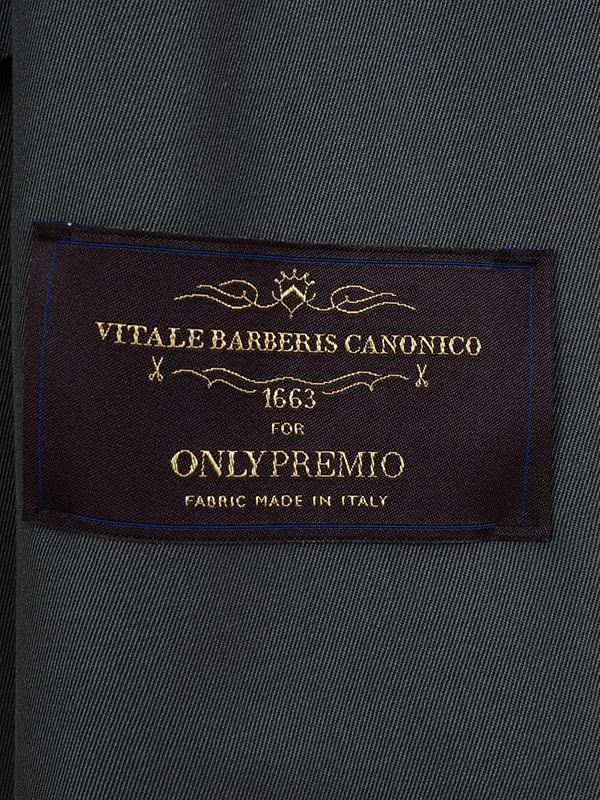 VITALE BARBERIS CANONICO
1663
FOR
ONLYPREMIO
FABRIC MADE IN ITALY